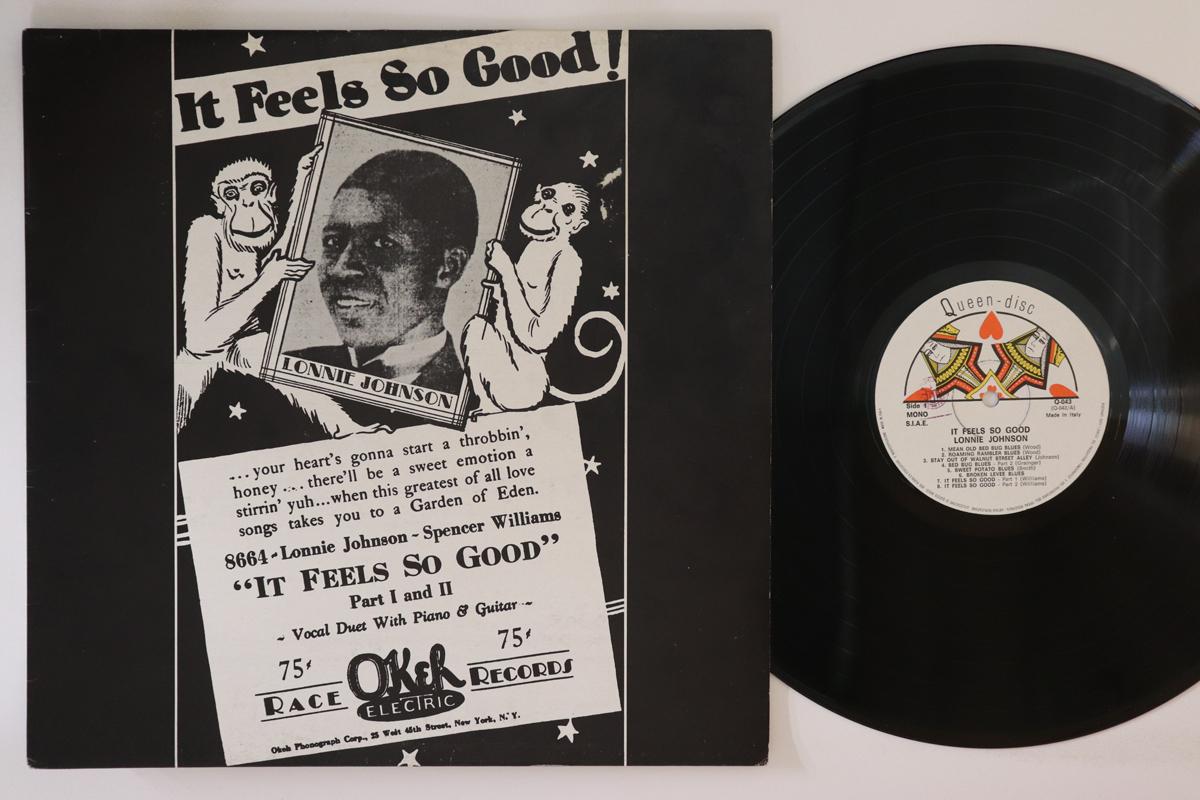 It Feels So Good!
LONNIE JOHNSON
....your heart's gonna start a throbbin',
honey .... there'll be a sweet emotion a
stirrin' yuh...when this greatest of all love
songs takes you to a Garden of Eden.
8664-Lonnie Johnson - Spencer Williams
"IT FEELS SO GOOD"
Part I and II
~ Vocal Duet With Piano & Guitar ~
75¢
75¢
RACE
OKeh
ELECTRIC
RECORDS
Okeh Phonograph Corp., 25 West 45th Street, New York, N. Y.
Queen-disc
Side 1
MONO
S.I.A.E.
Q-043
(Q-043/A)
Made in Italy
IT FEELS SO GOOD
LONNIE JOHNSON
1. MEAN OLD BED BUG BLUES (Wood)
2. ROAMING RAMBLER BLUES (Wood)
3. STAY OUT OF WALNUT STREET ALLEY (Johnson)
4. BED BUG BLUES - Part 2 (Grainger)
5. SWEET POTATO BLUES (Smith)
6. BROKEN LEVEE BLUES
7. IT FEELS SO GOOD - Part 1 (Williams)
8. IT FEELS SO GOOD - Part 2 (Williams)